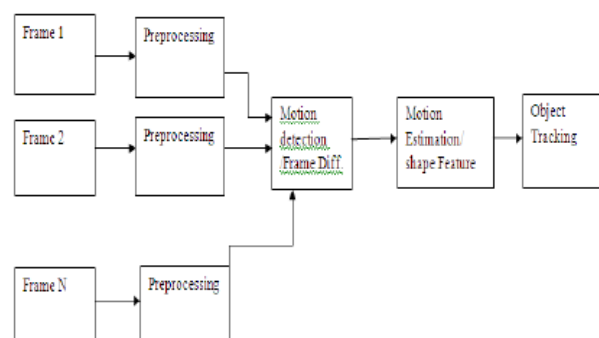 Frame 1
Preprocessing
Frame 2
Preprocessing
Motion
detection
/Frame Diff.
Motion
Estimation/
shape Feature
Object
Tracking
Frame N
Preprocessing